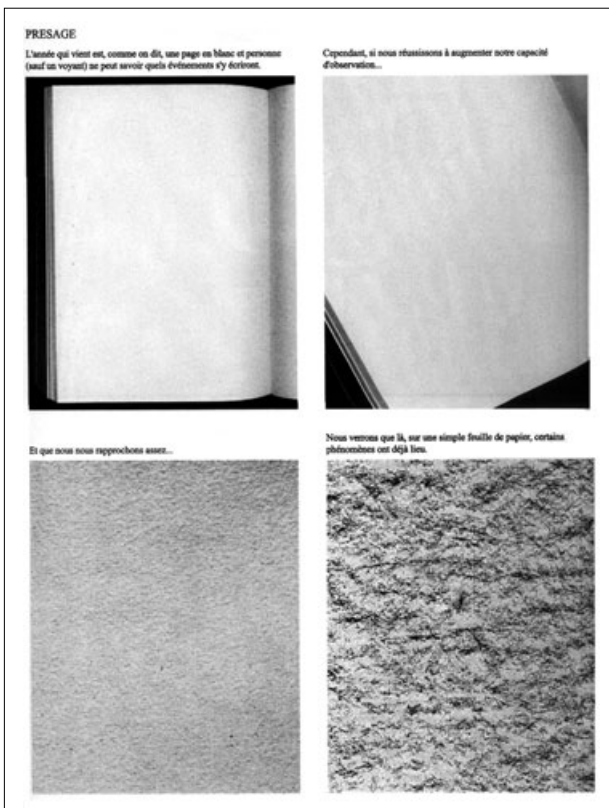 PRESAGE
L'année qui vient est, comme on dit, une page en blanc et personne
(sauf un voyant) ne peut savoir quels événements s'y écriront.
Cependant, si nous réussissons à augmenter notre capacité
d'observation...
Et que nous nous rapprochons assez...
Nous verrons que là, sur une simple feuille de papier, certains
phénomènes ont déjà lieu.